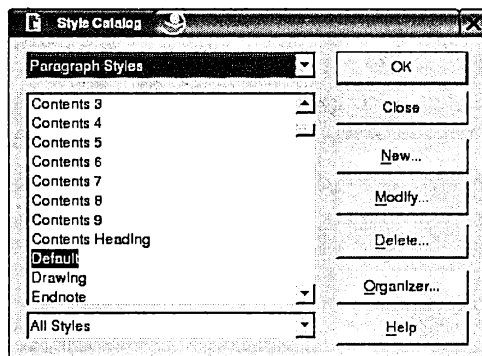 Style Catalog
Paragraph Styles
OK
Contents 3
Contents 4
Contents 5
Contents 6
Contents 7
Contents 8
Contents 9
Contents Heading
Default
Drawing
Endnote
Close
New...
Modify...
Delete...
Organizer...
All Styles
Help